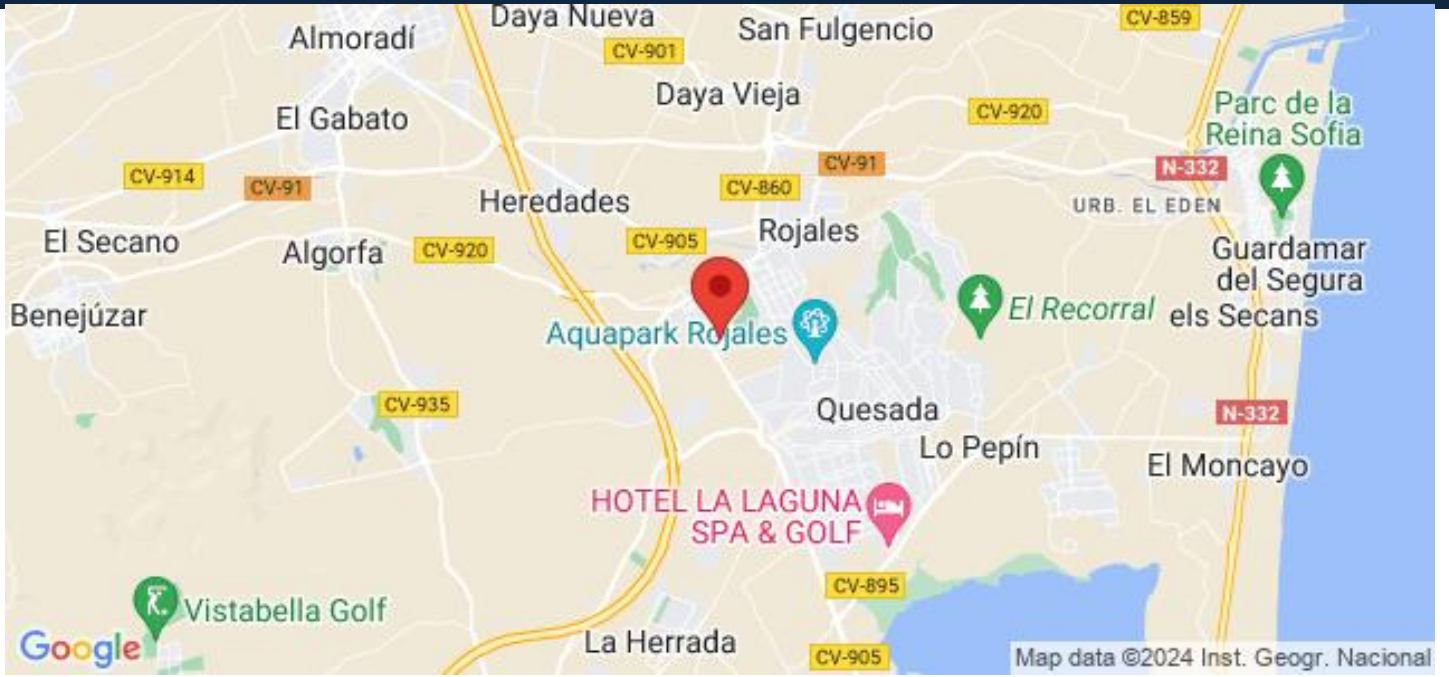 Daya Nueva
CV-859
Almoradí
San Fulgencio
CV-901
Daya Vieja
Parc de la
Reina Sofia
CV-920
El Gabato
CV-91
N-332
CV-914
CV-91
CV-860
Heredades
URB. EL EDEN
El Secano
Algorfa
CV-920
CV-905
Rojales
Guardamar
del Segura
Benejúzar
El Recorral
els Secans
Aquapark Rojales
CV-935
Quesada
N-332
Lo Pepín
El Moncayo
HOTEL LA LAGUNA
SPA & GOLF
CV-895
Vistabella Golf
La Herrada
Google
CV-905
Map data ©2024 Inst. Geogr. Nacional